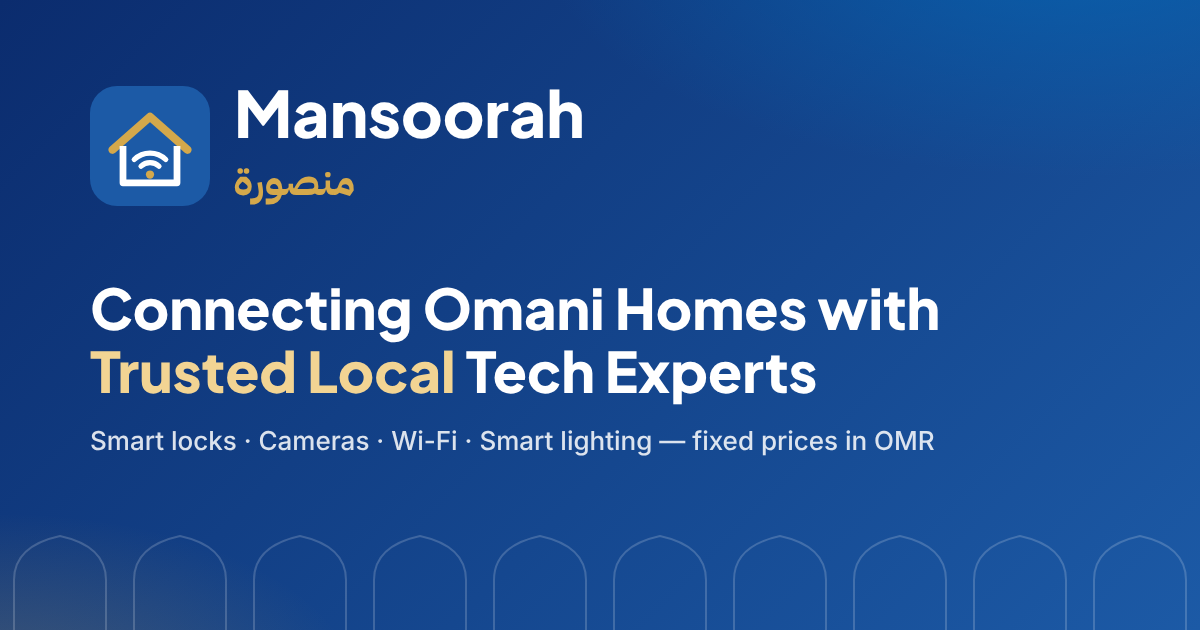 Mansoorah
منصورة
Connecting Omani Homes with
Trusted Local Tech Experts
Smart locks · Cameras · Wi-Fi · Smart lighting — fixed prices in OMR